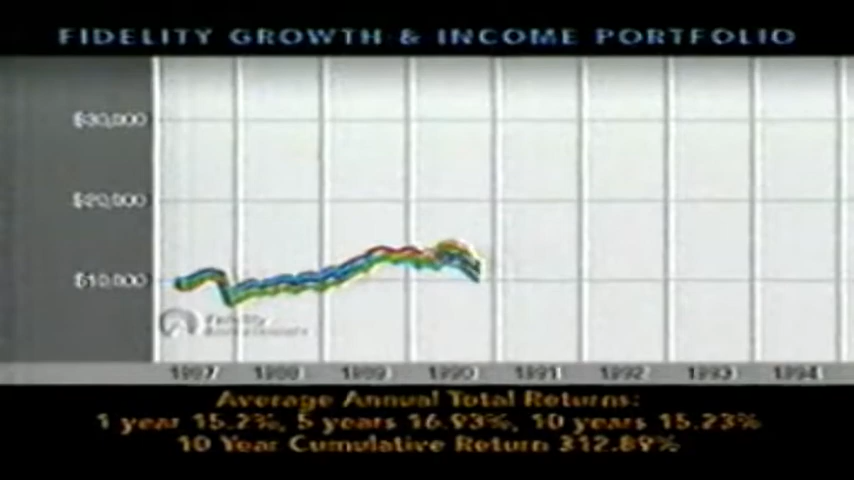 FIDELITY GROWTH & INCOME PORTFOLIO
$30,000
$20,000
$10,000
Fidelity Investments
1987 1988 1989 1990 1991 1992 1993 1994
Average Annual Total Returns:
1 year 15.2%, 5 years 16.93%, 10 years 15.23%
10 Year Cumulative Return 312.89%